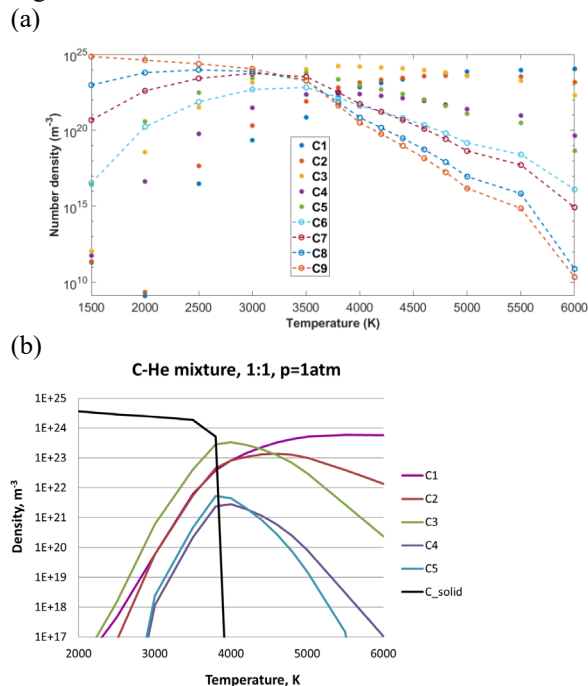 (a)
10^25
10^20
10^15
10^10
Number density (m^-3)
C1
C2
C3
C4
C5
C6
C7
C8
C9
1500 2000 2500 3000 3500 4000 4500 5000 5500 6000
Temperature (K)
(b)
C-He mixture, 1:1, p=1atm
1E+25
1E+24
1E+23
1E+22
1E+21
1E+20
1E+19
1E+18
1E+17
Density, m^-3
2000 3000 4000 5000 6000
Temperature, K
C1
C2
C3
C4
C5
C_solid